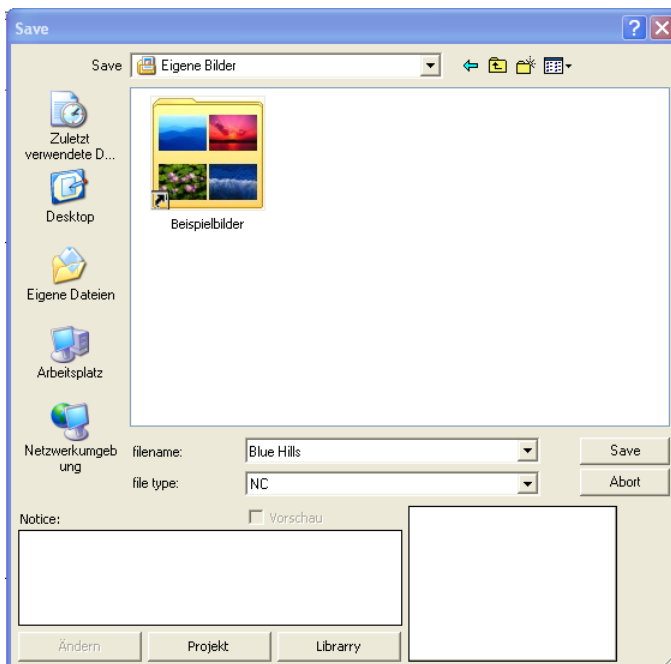 Save
Save
Eigene Bilder
Zuletzt
verwendete D...
Desktop
Eigene Dateien
Arbeitsplatz
Netzwerkumgeb
ung
Beispielbilder
filename:
Blue Hills
Save
file type:
NC
Abort
Notice:
Vorschau
Ändern
Projekt
Librarry